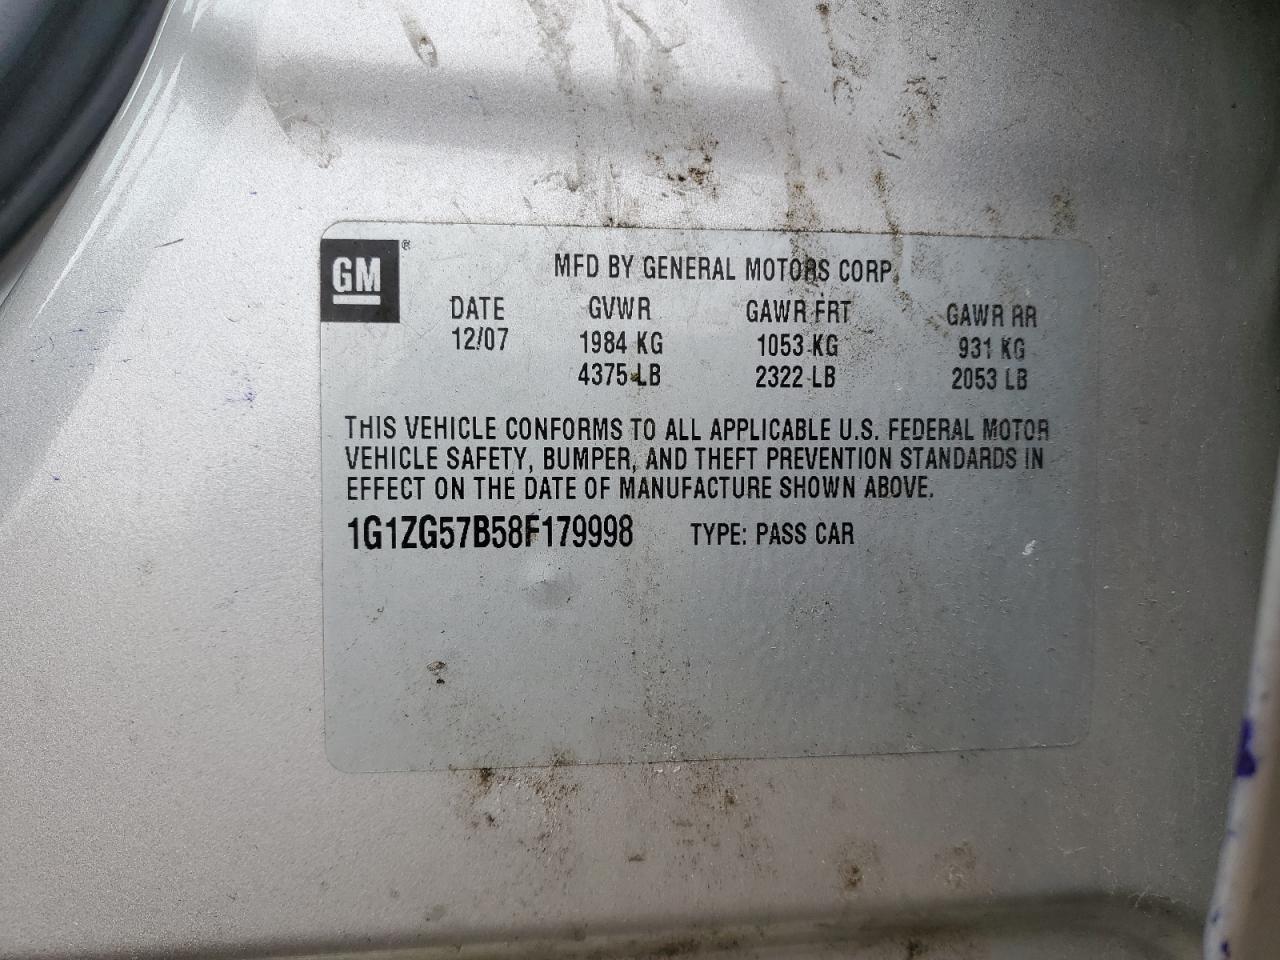 GM®
MFD BY GENERAL MOTORS CORP.
DATE GVWR GAWR FRT GAWR RR
12/07 1984 KG 1053 KG 931 KG
4375 LB 2322 LB 2053 LB
THIS VEHICLE CONFORMS TO ALL APPLICABLE U.S. FEDERAL MOTOR
VEHICLE SAFETY, BUMPER, AND THEFT PREVENTION STANDARDS IN
EFFECT ON THE DATE OF MANUFACTURE SHOWN ABOVE.
1G1ZG57B58F179998 TYPE: PASS CAR